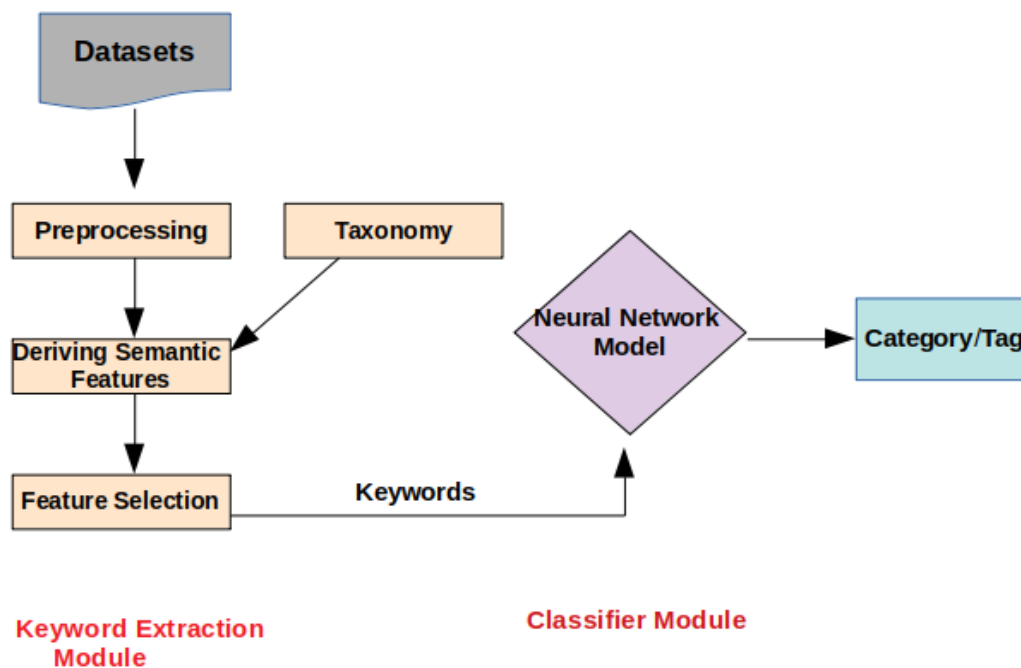 Datasets
Preprocessing
Taxonomy
Deriving Semantic
Features
Neural Network
Model
Category/Tag
Feature Selection
Keywords
Keyword Extraction
Module
Classifier Module